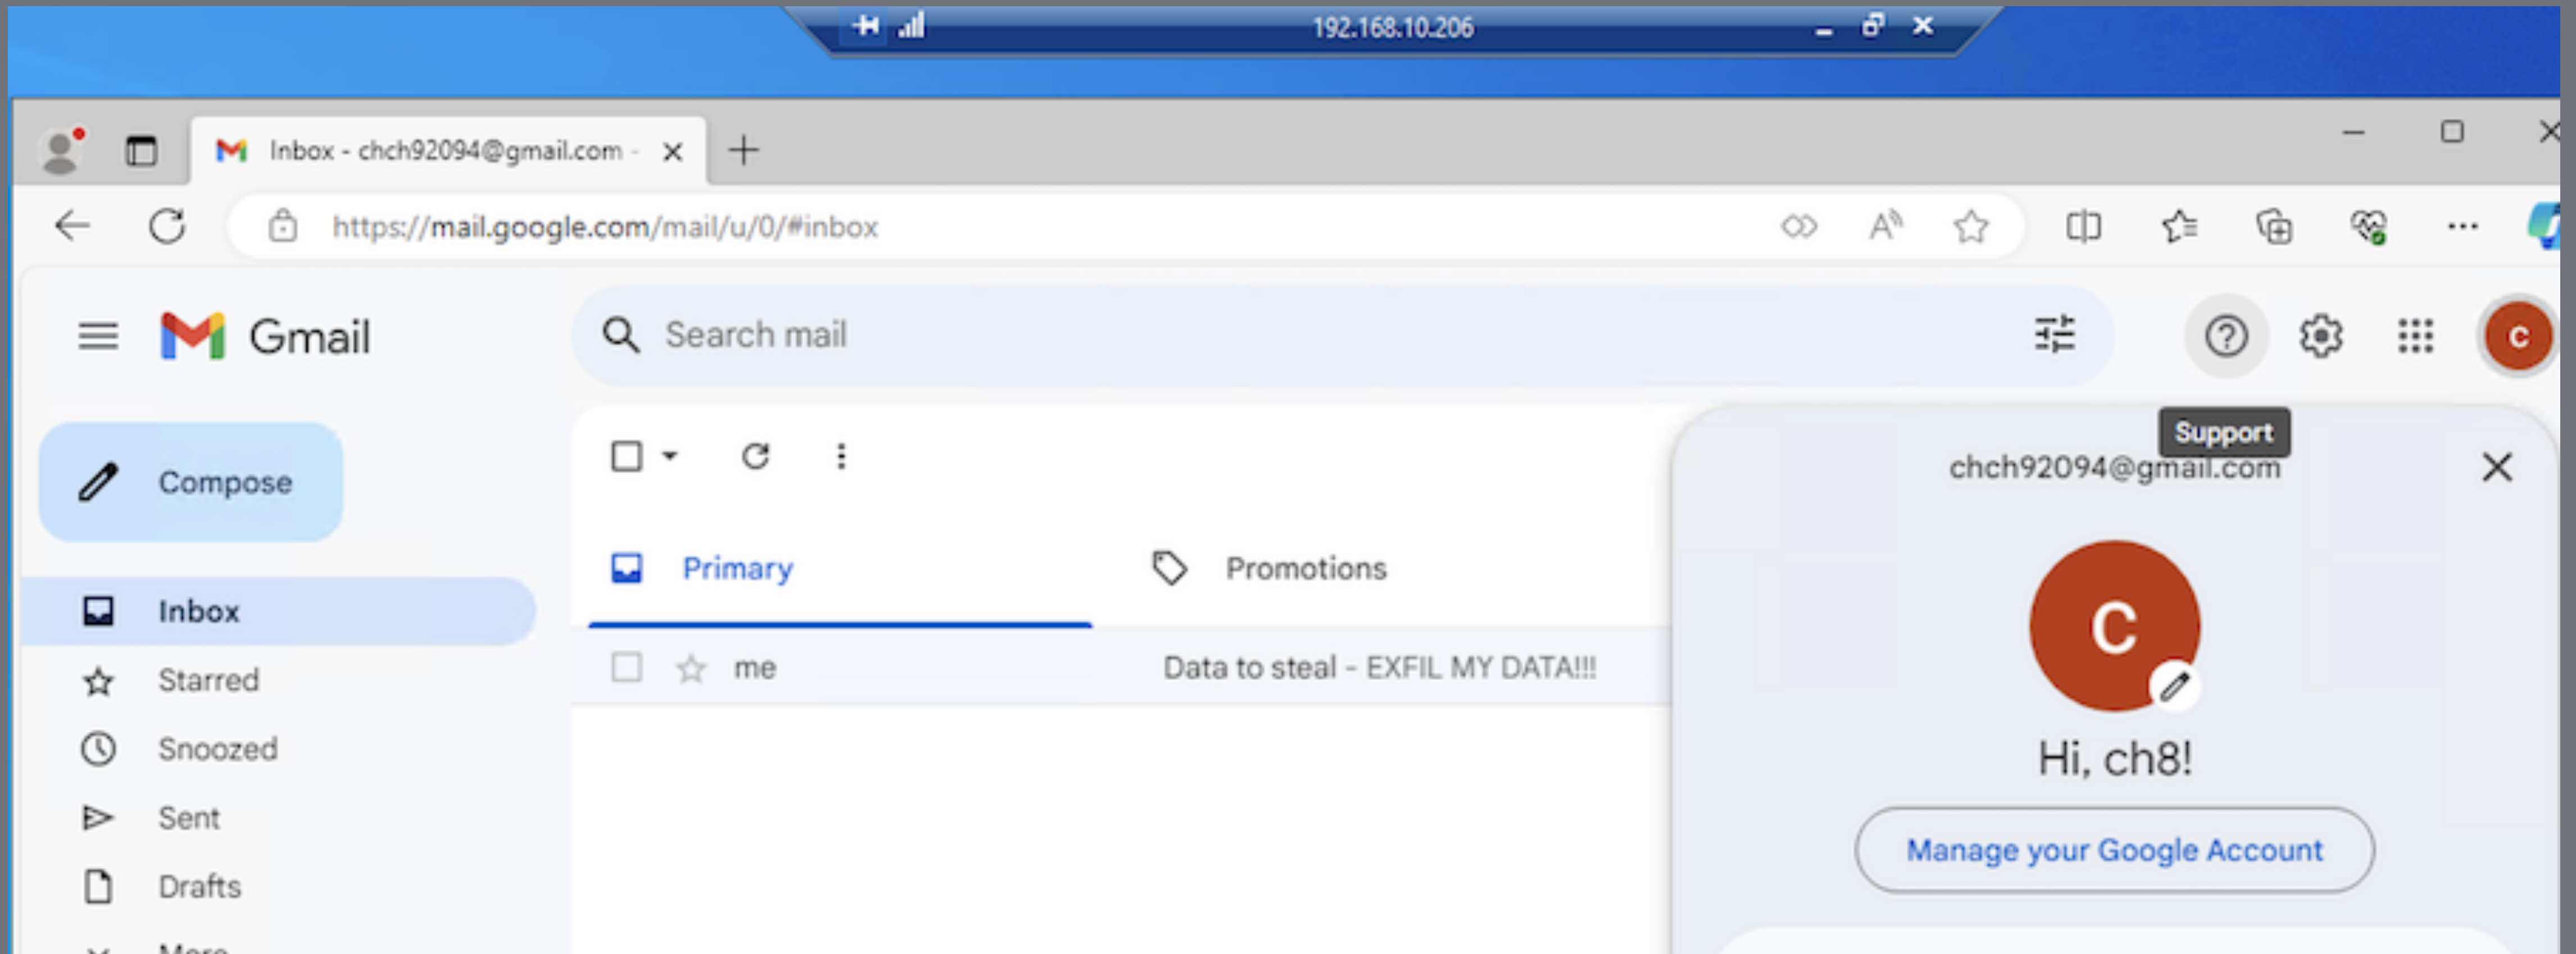 192.168.10.206
Inbox - chch92094@gmail.com -
https://mail.google.com/mail/u/0/#inbox
Gmail
Search mail
C
Support
chch92094@gmail.com
Compose
Primary
Promotions
C
Inbox
me
Data to steal - EXFIL MY DATA!!!
Starred
Hi, ch8!
Snoozed
Sent
Manage your Google Account
Drafts
More